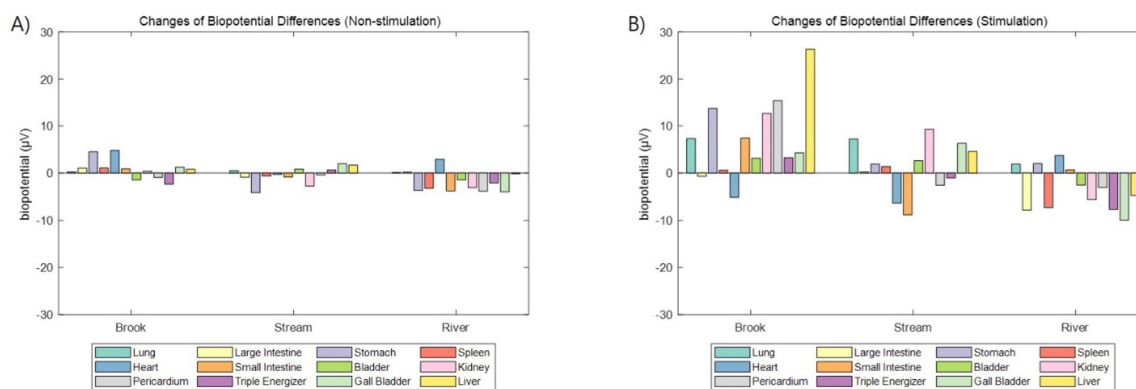 A)
Changes of Biopotential Differences (Non-stimulation)
30
20
10
0
-10
-20
-30
biopotential (μV)
Brook Stream River
Lung Large Intestine Stomach Spleen
Heart Small Intestine Bladder Kidney
Pericardium Triple Energizer Gall Bladder Liver
B)
Changes of Biopotential Differences (Stimulation)
30
20
10
0
-10
-20
-30
biopotential (μV)
Brook Stream River
Lung Large Intestine Stomach Spleen
Heart Small Intestine Bladder Kidney
Pericardium Triple Energizer Gall Bladder Liver